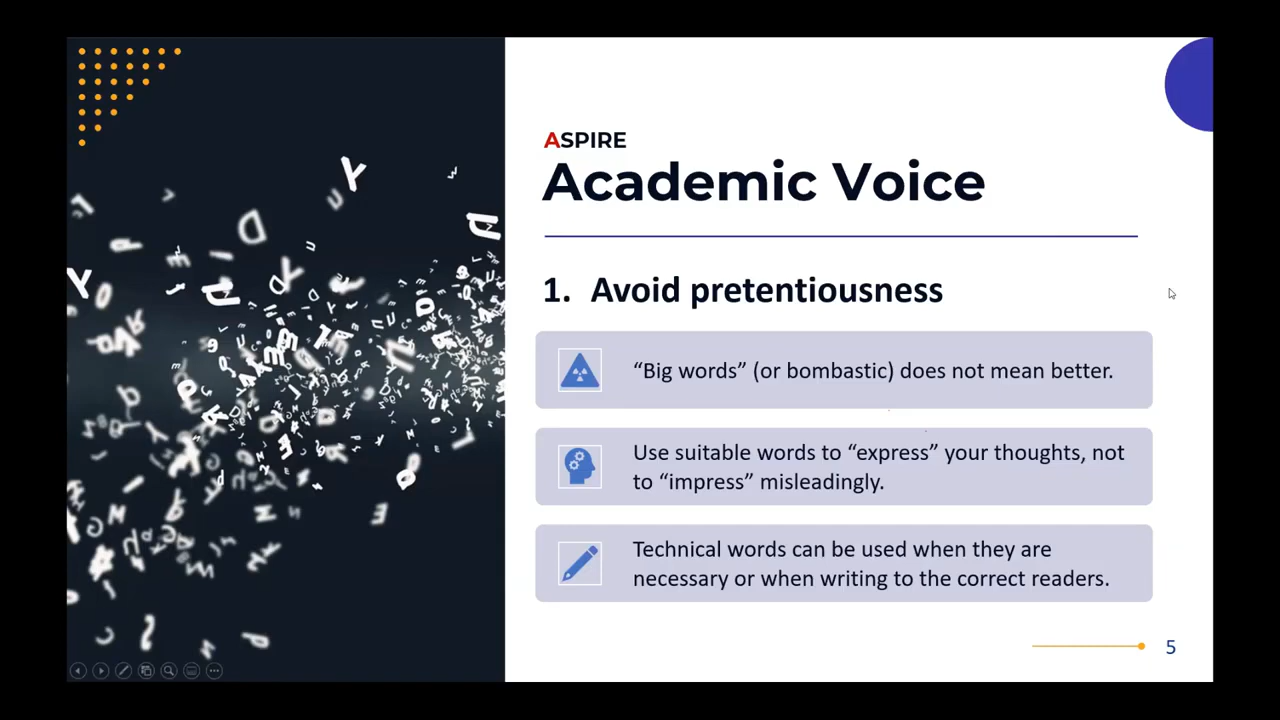 ASPIRE
Academic Voice
1. Avoid pretentiousness
“Big words” (or bombastic) does not mean better.
Use suitable words to “express” your thoughts, not
to “impress” misleadingly.
Technical words can be used when they are
necessary or when writing to the correct readers.
5